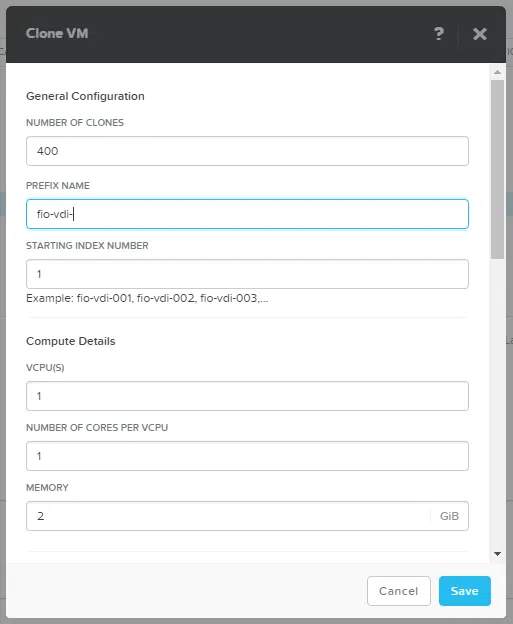 Clone VM
?
General Configuration
NUMBER OF CLONES
400
PREFIX NAME
fio-vdi-
STARTING INDEX NUMBER
1
Example: fio-vdi-001, fio-vdi-002, fio-vdi-003,...
Compute Details
VCPU(S)
1
NUMBER OF CORES PER VCPU
1
MEMORY
2 GiB
Cancel Save